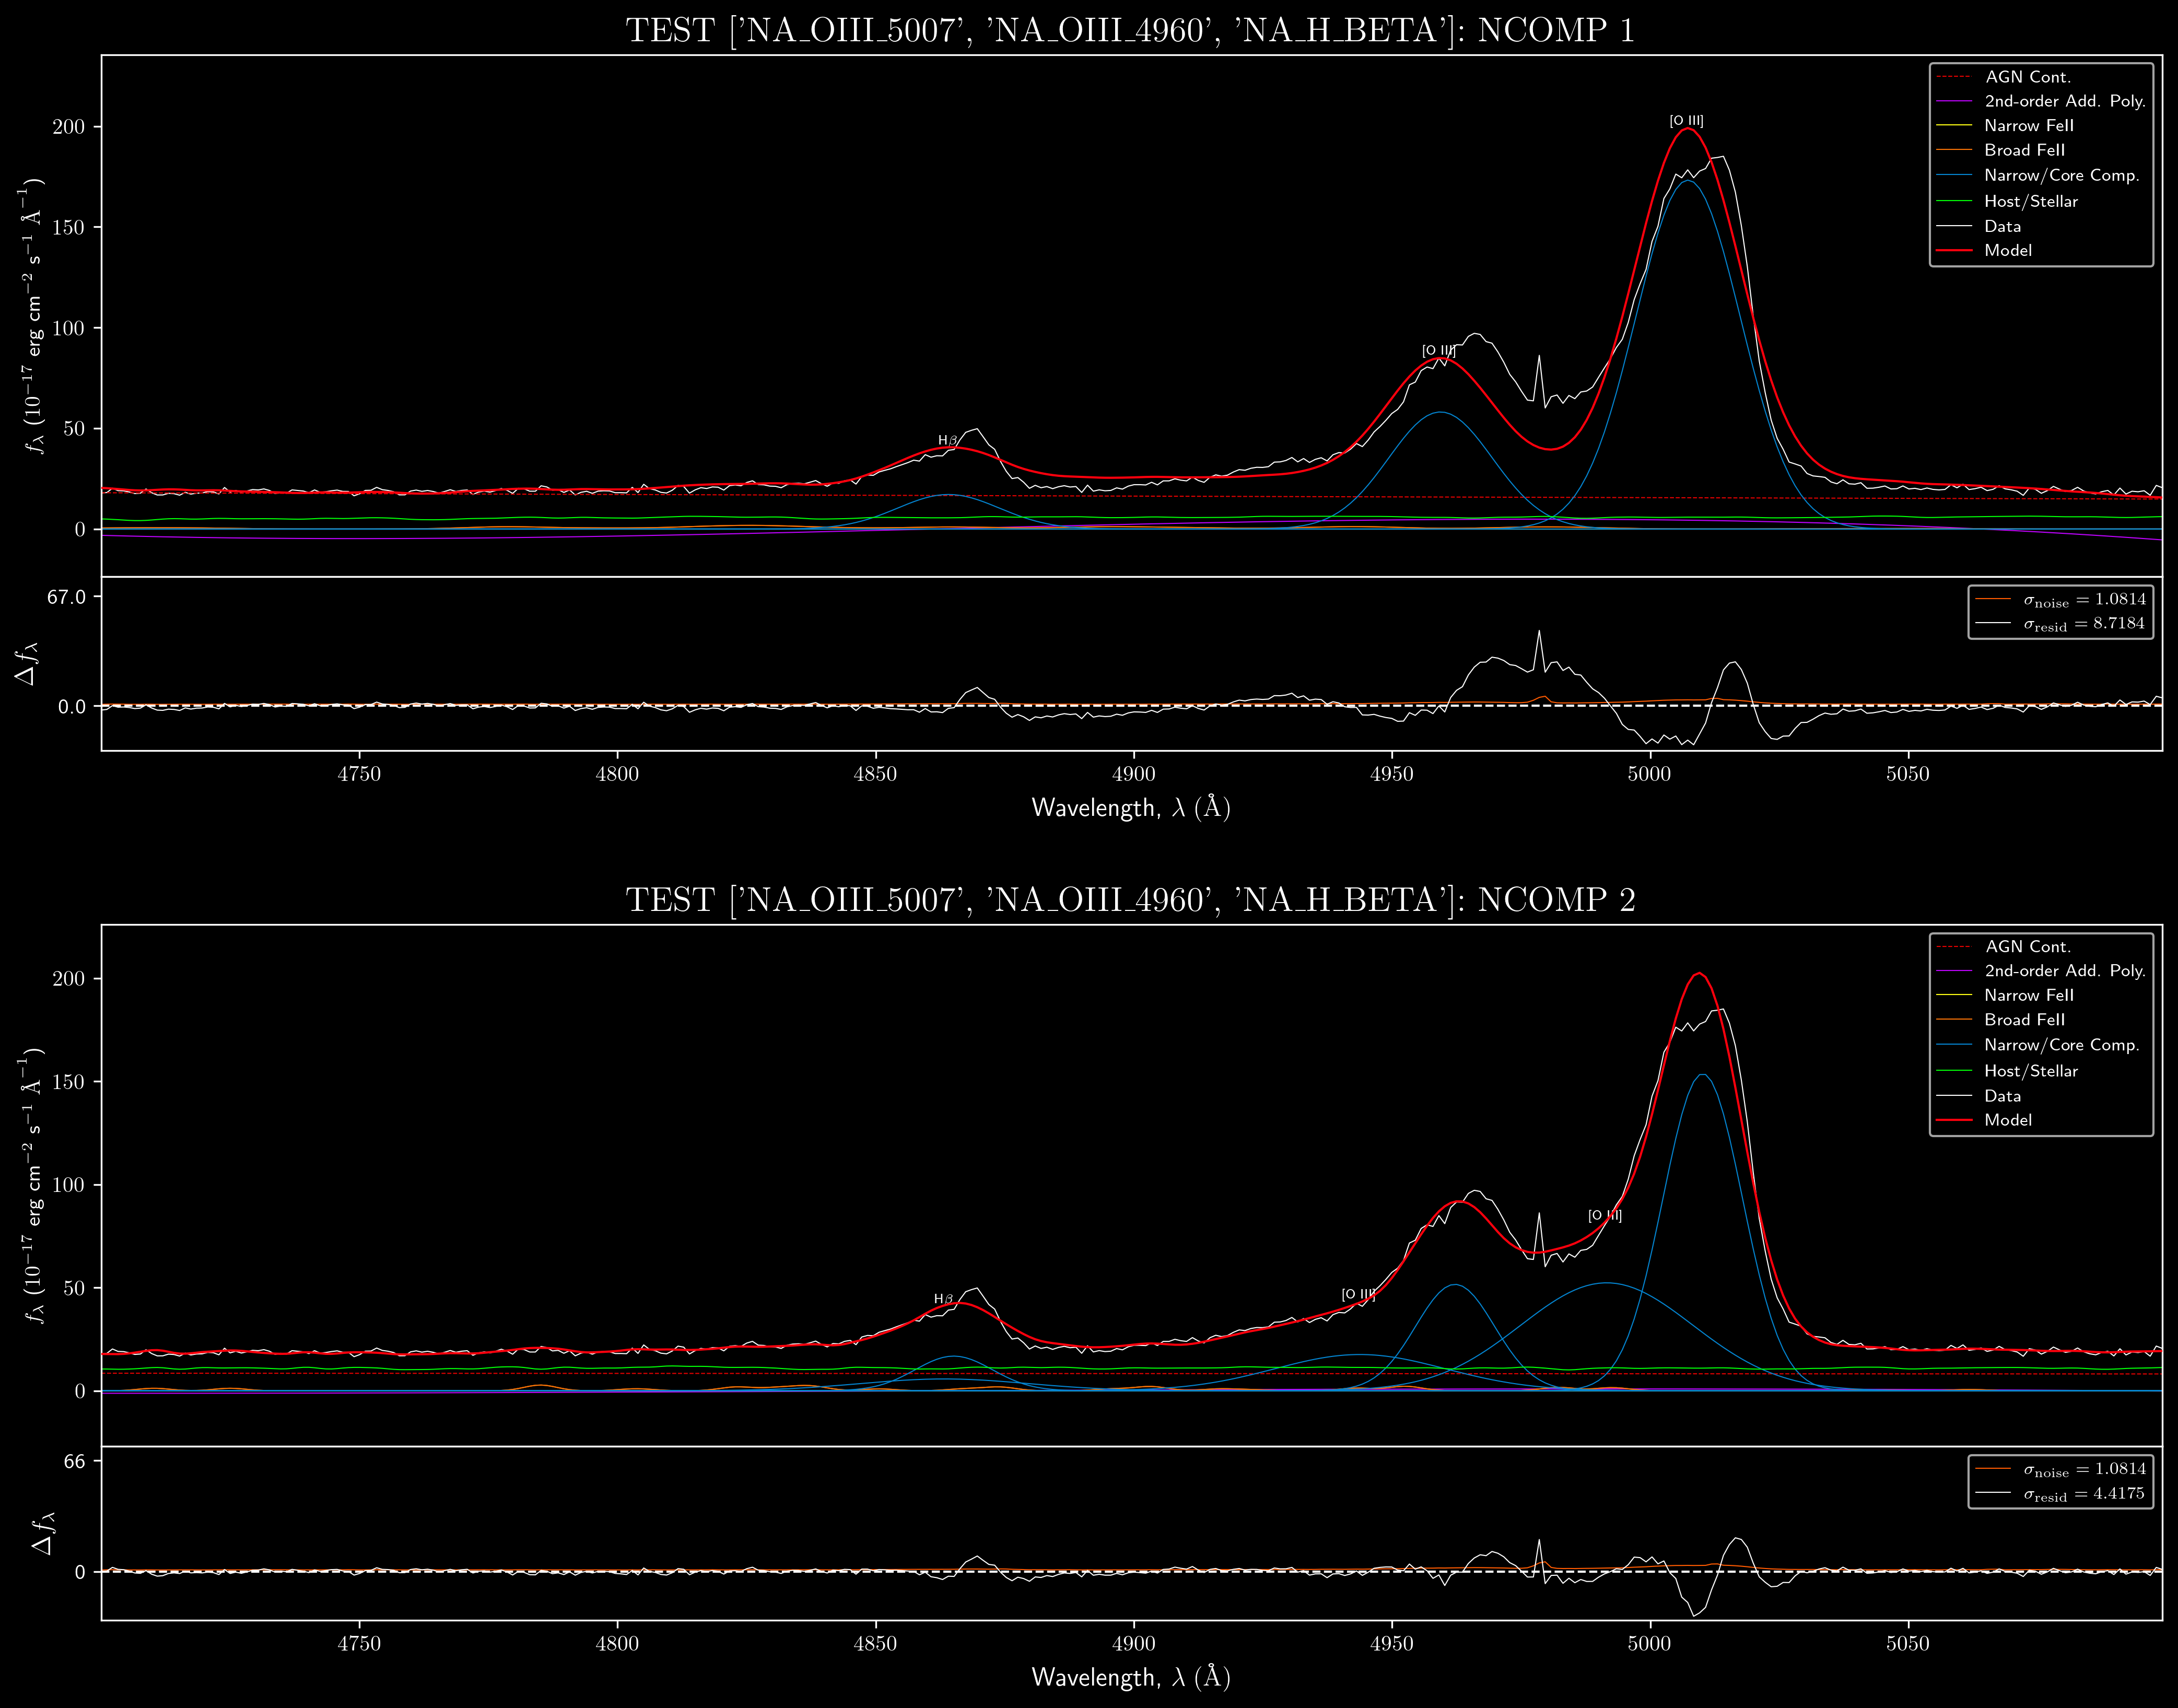 TEST ['NA_OIII_5007', 'NA_OIII_4960', 'NA_H_BETA']: NCOMP 1
fλ (10−17 erg cm−2 s−1 Å−1)
200
150
100
50
0
[O III]
[O III]
Hβ
AGN Cont.
2nd-order Add. Poly.
Narrow FeII
Broad FeII
Narrow/Core Comp.
Host/Stellar
Data
Model
Δfλ
67.0
0.0
σnoise = 1.0814
σresid = 8.7184
4750 4800 4850 4900 4950 5000 5050
Wavelength, λ (Å)
TEST ['NA_OIII_5007', 'NA_OIII_4960', 'NA_H_BETA']: NCOMP 2
fλ (10−17 erg cm−2 s−1 Å−1)
200
150
100
50
0
[O III]
[O III]
Hβ
AGN Cont.
2nd-order Add. Poly.
Narrow FeII
Broad FeII
Narrow/Core Comp.
Host/Stellar
Data
Model
Δfλ
66
0
σnoise = 1.0814
σresid = 4.4175
4750 4800 4850 4900 4950 5000 5050
Wavelength, λ (Å)